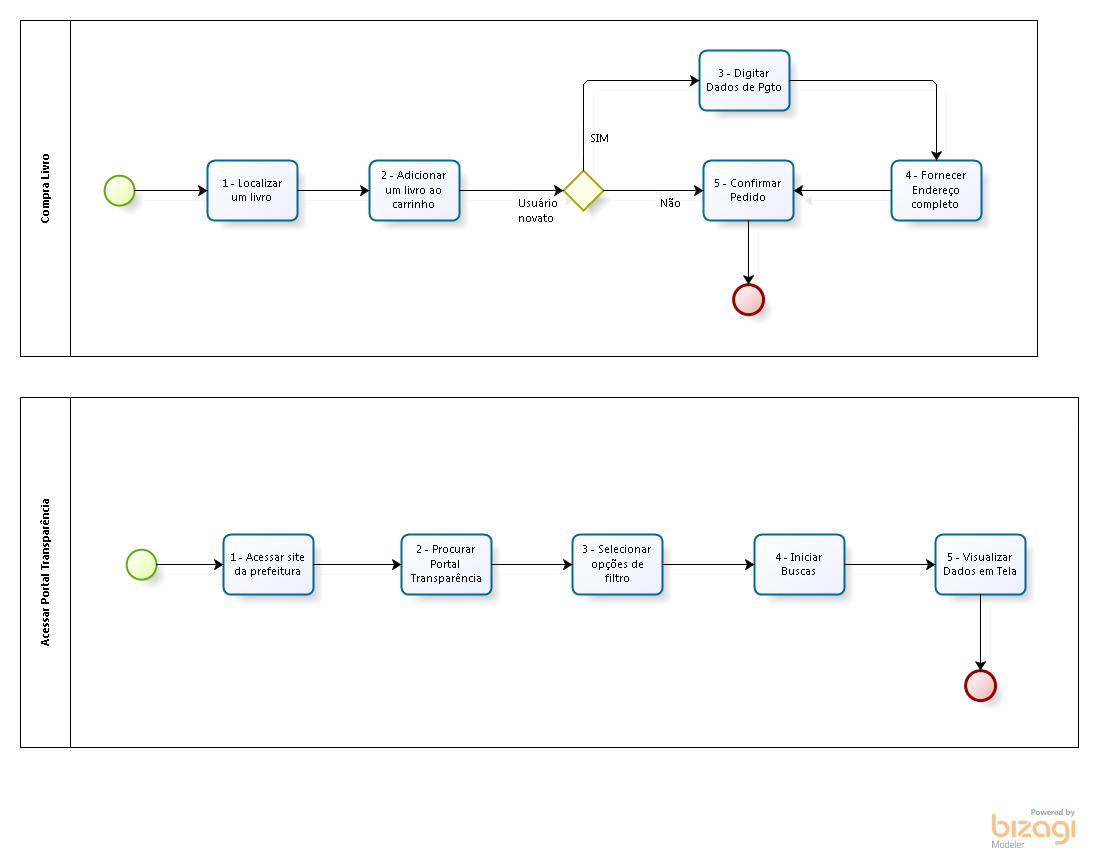 Compra Livro
1 - Localizar
um livro
2 - Adicionar
um livro ao
carrinho
Usuário
novato
SIM
Não
3 - Digitar
Dados de Pgto
4 - Fornecer
Endereço
completo
5 - Confirmar
Pedido
Acessar Portal Transparência
1 - Acessar site
da prefeitura
2 - Procurar
Portal
Transparência
3 - Selecionar
opções de
filtro
4 - Iniciar
Buscas
5 - Visualizar
Dados em Tela
Powered by
bizagi
Modeler